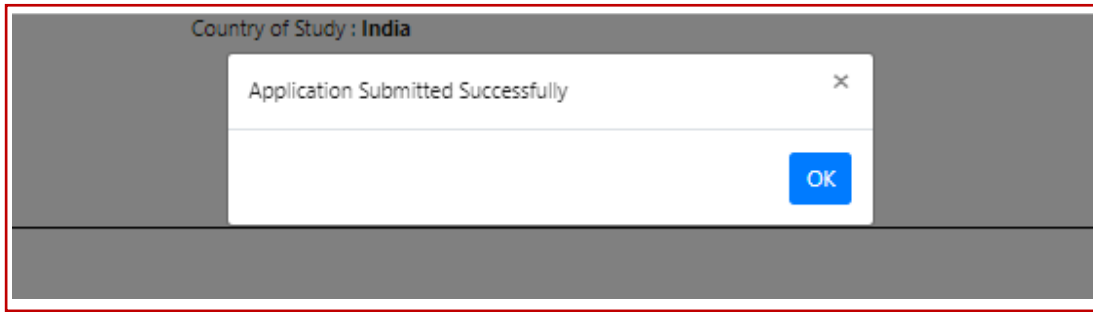 Country of Study : India
Application Submitted Successfully ×
OK